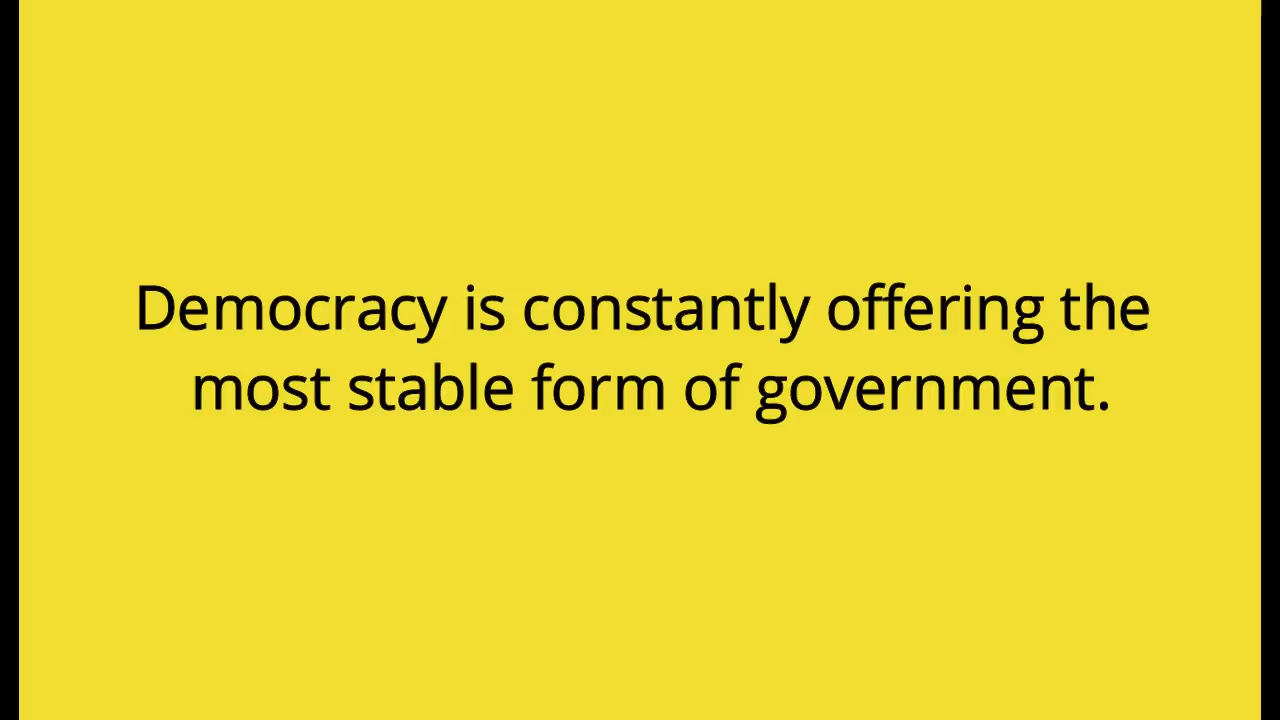 Democracy is constantly offering the
most stable form of government.